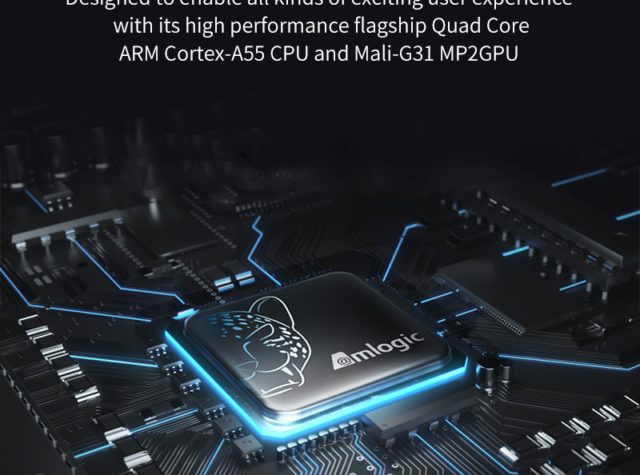 Designed to enable all kinds of exciting user experience
with its high performance flagship Quad Core
ARM Cortex-A55 CPU and Mali-G31 MP2GPU
@mlogic